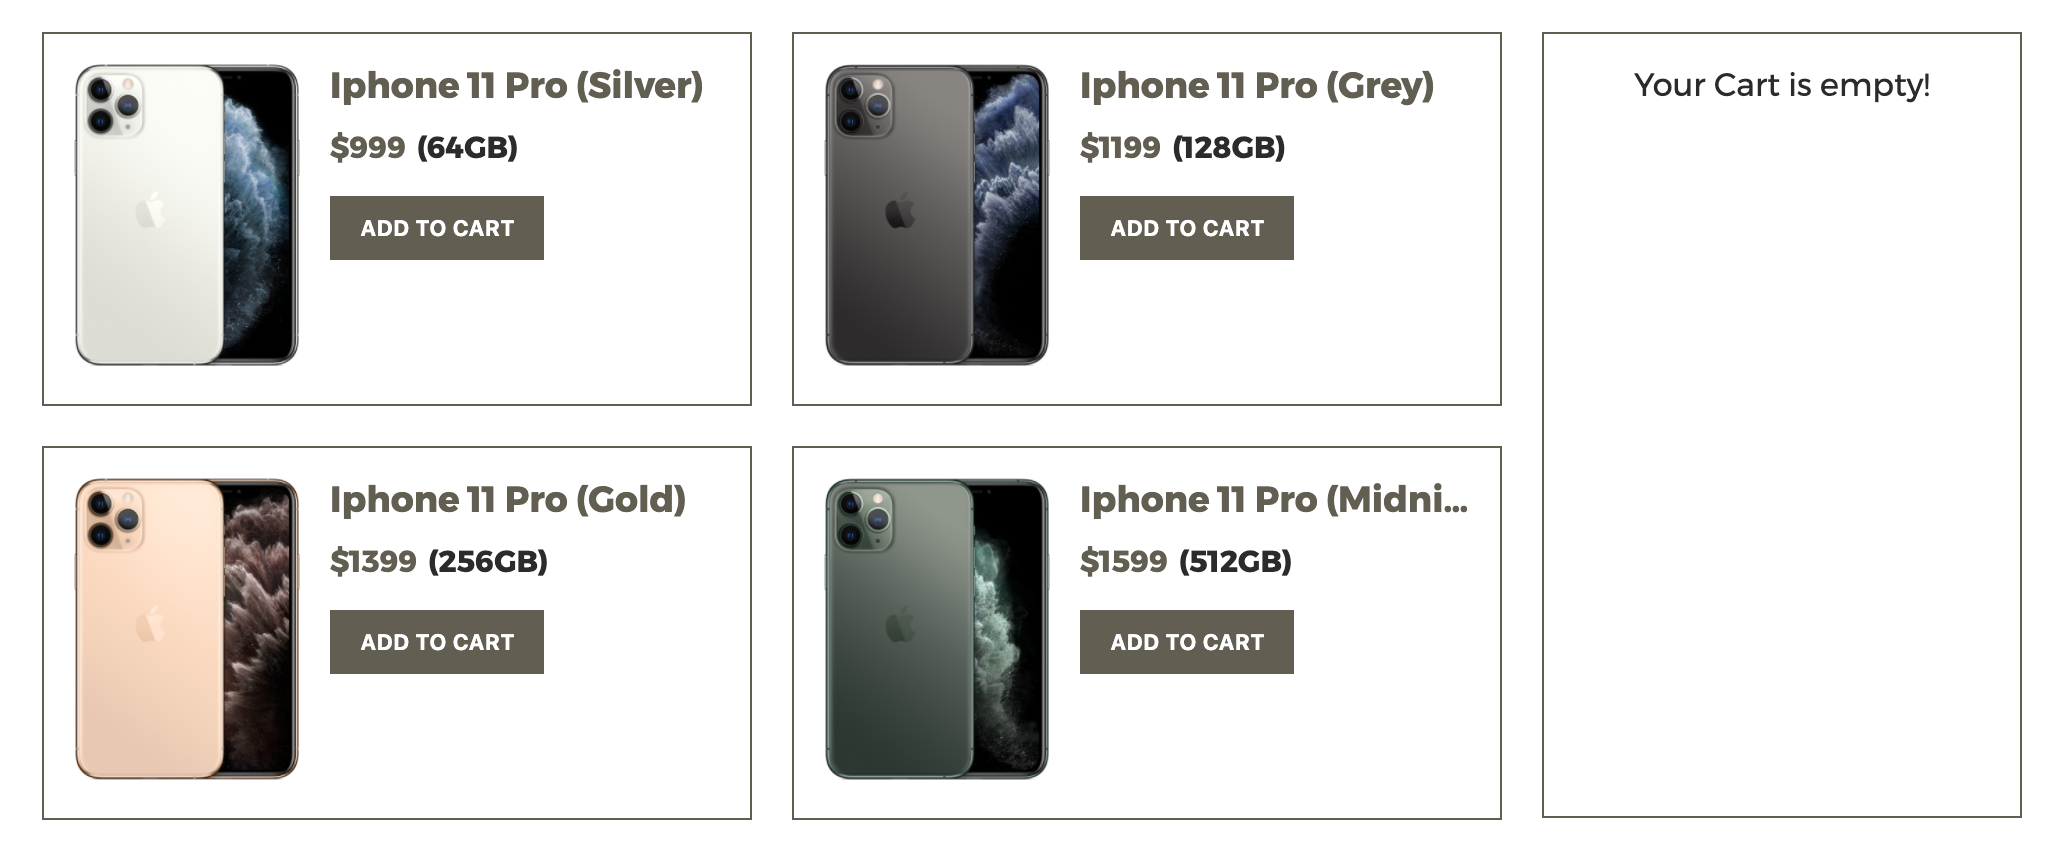 Iphone 11 Pro (Silver)
$999 (64GB)
ADD TO CART
Iphone 11 Pro (Grey)
$1199 (128GB)
ADD TO CART
Your Cart is empty!
Iphone 11 Pro (Gold)
$1399 (256GB)
ADD TO CART
Iphone 11 Pro (Midni...
$1599 (512GB)
ADD TO CART